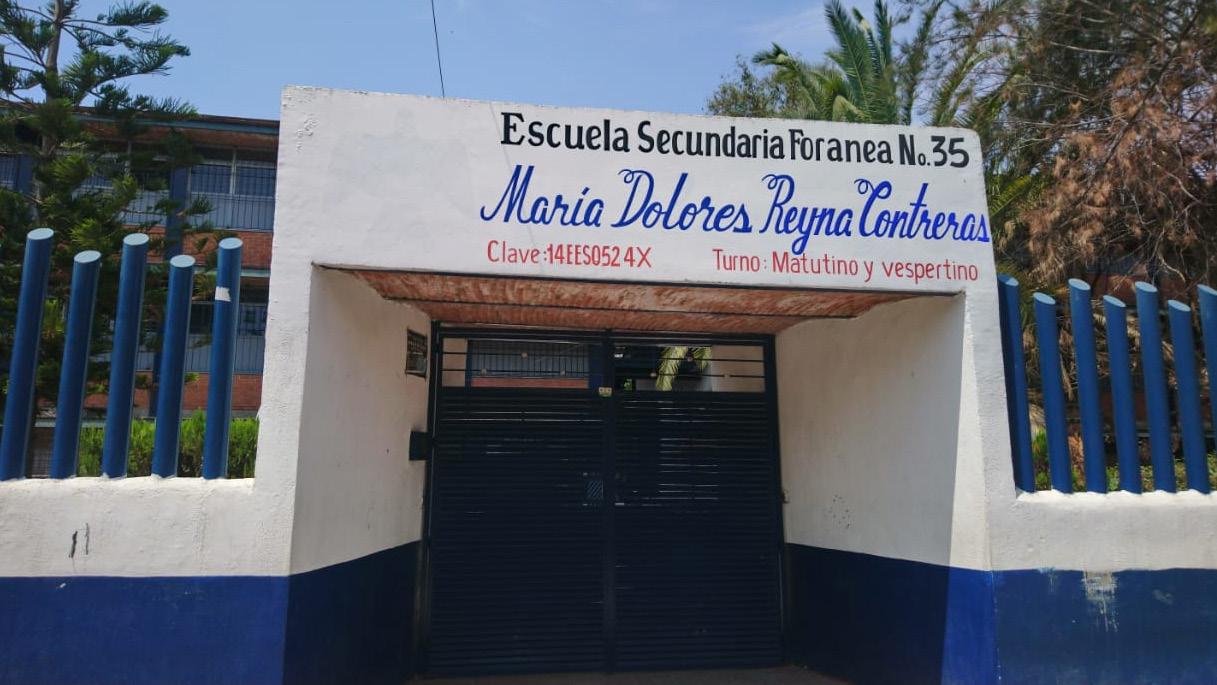 Escuela Secundaria Foranea No.35
María Dolores Reyna Contreras
Clave:14EES0524X Turno: Matutino y vespertino